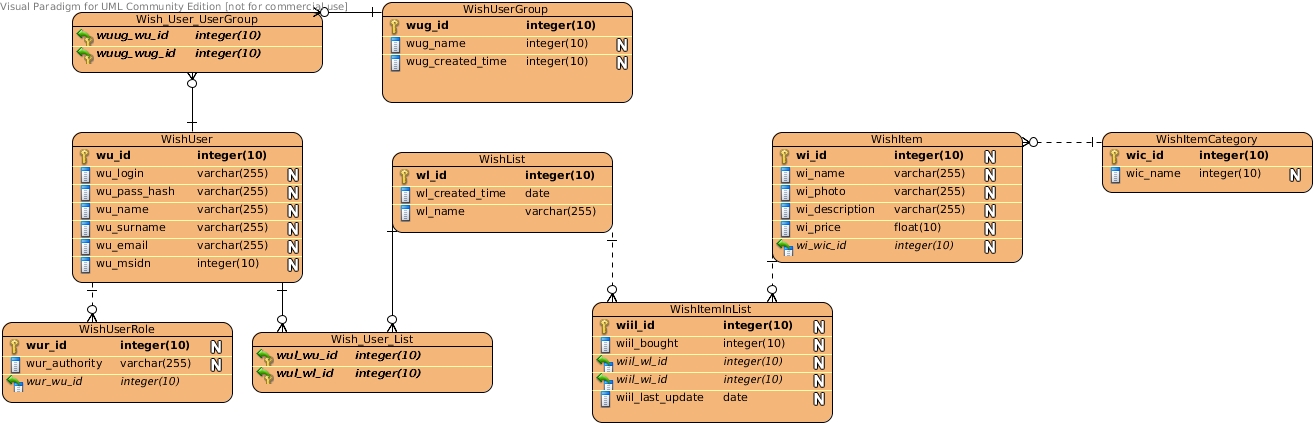 Visual Paradigm for UML Community Edition [not for commercial use]
Wish_User_UserGroup
wuug_wu_id integer(10)
wuug_wug_id integer(10)
WishUserGroup
wug_id integer(10)
wug_name integer(10) N
wug_created_time integer(10) N
WishUser
wu_id integer(10)
wu_login varchar(255) N
wu_pass_hash varchar(255) N
wu_name varchar(255) N
wu_surname varchar(255) N
wu_email varchar(255) N
wu_msidn integer(10) N
WishList
wl_id integer(10)
wl_created_time date
wl_name varchar(255)
WishItem
wi_id integer(10) N
wi_name varchar(255) N
wi_photo varchar(255) N
wi_description varchar(255) N
wi_price float(10) N
wi_wic_id integer(10) N
WishItemCategory
wic_id integer(10)
wic_name integer(10) N
WishUserRole
wur_id integer(10) N
wur_authority varchar(255) N
wur_wu_id integer(10)
Wish_User_List
wul_wu_id integer(10)
wul_wl_id integer(10)
WishItemInList
wiil_id integer(10) N
wiil_bought integer(10) N
wiil_wl_id integer(10) N
wiil_wi_id integer(10) N
wiil_last_update date N